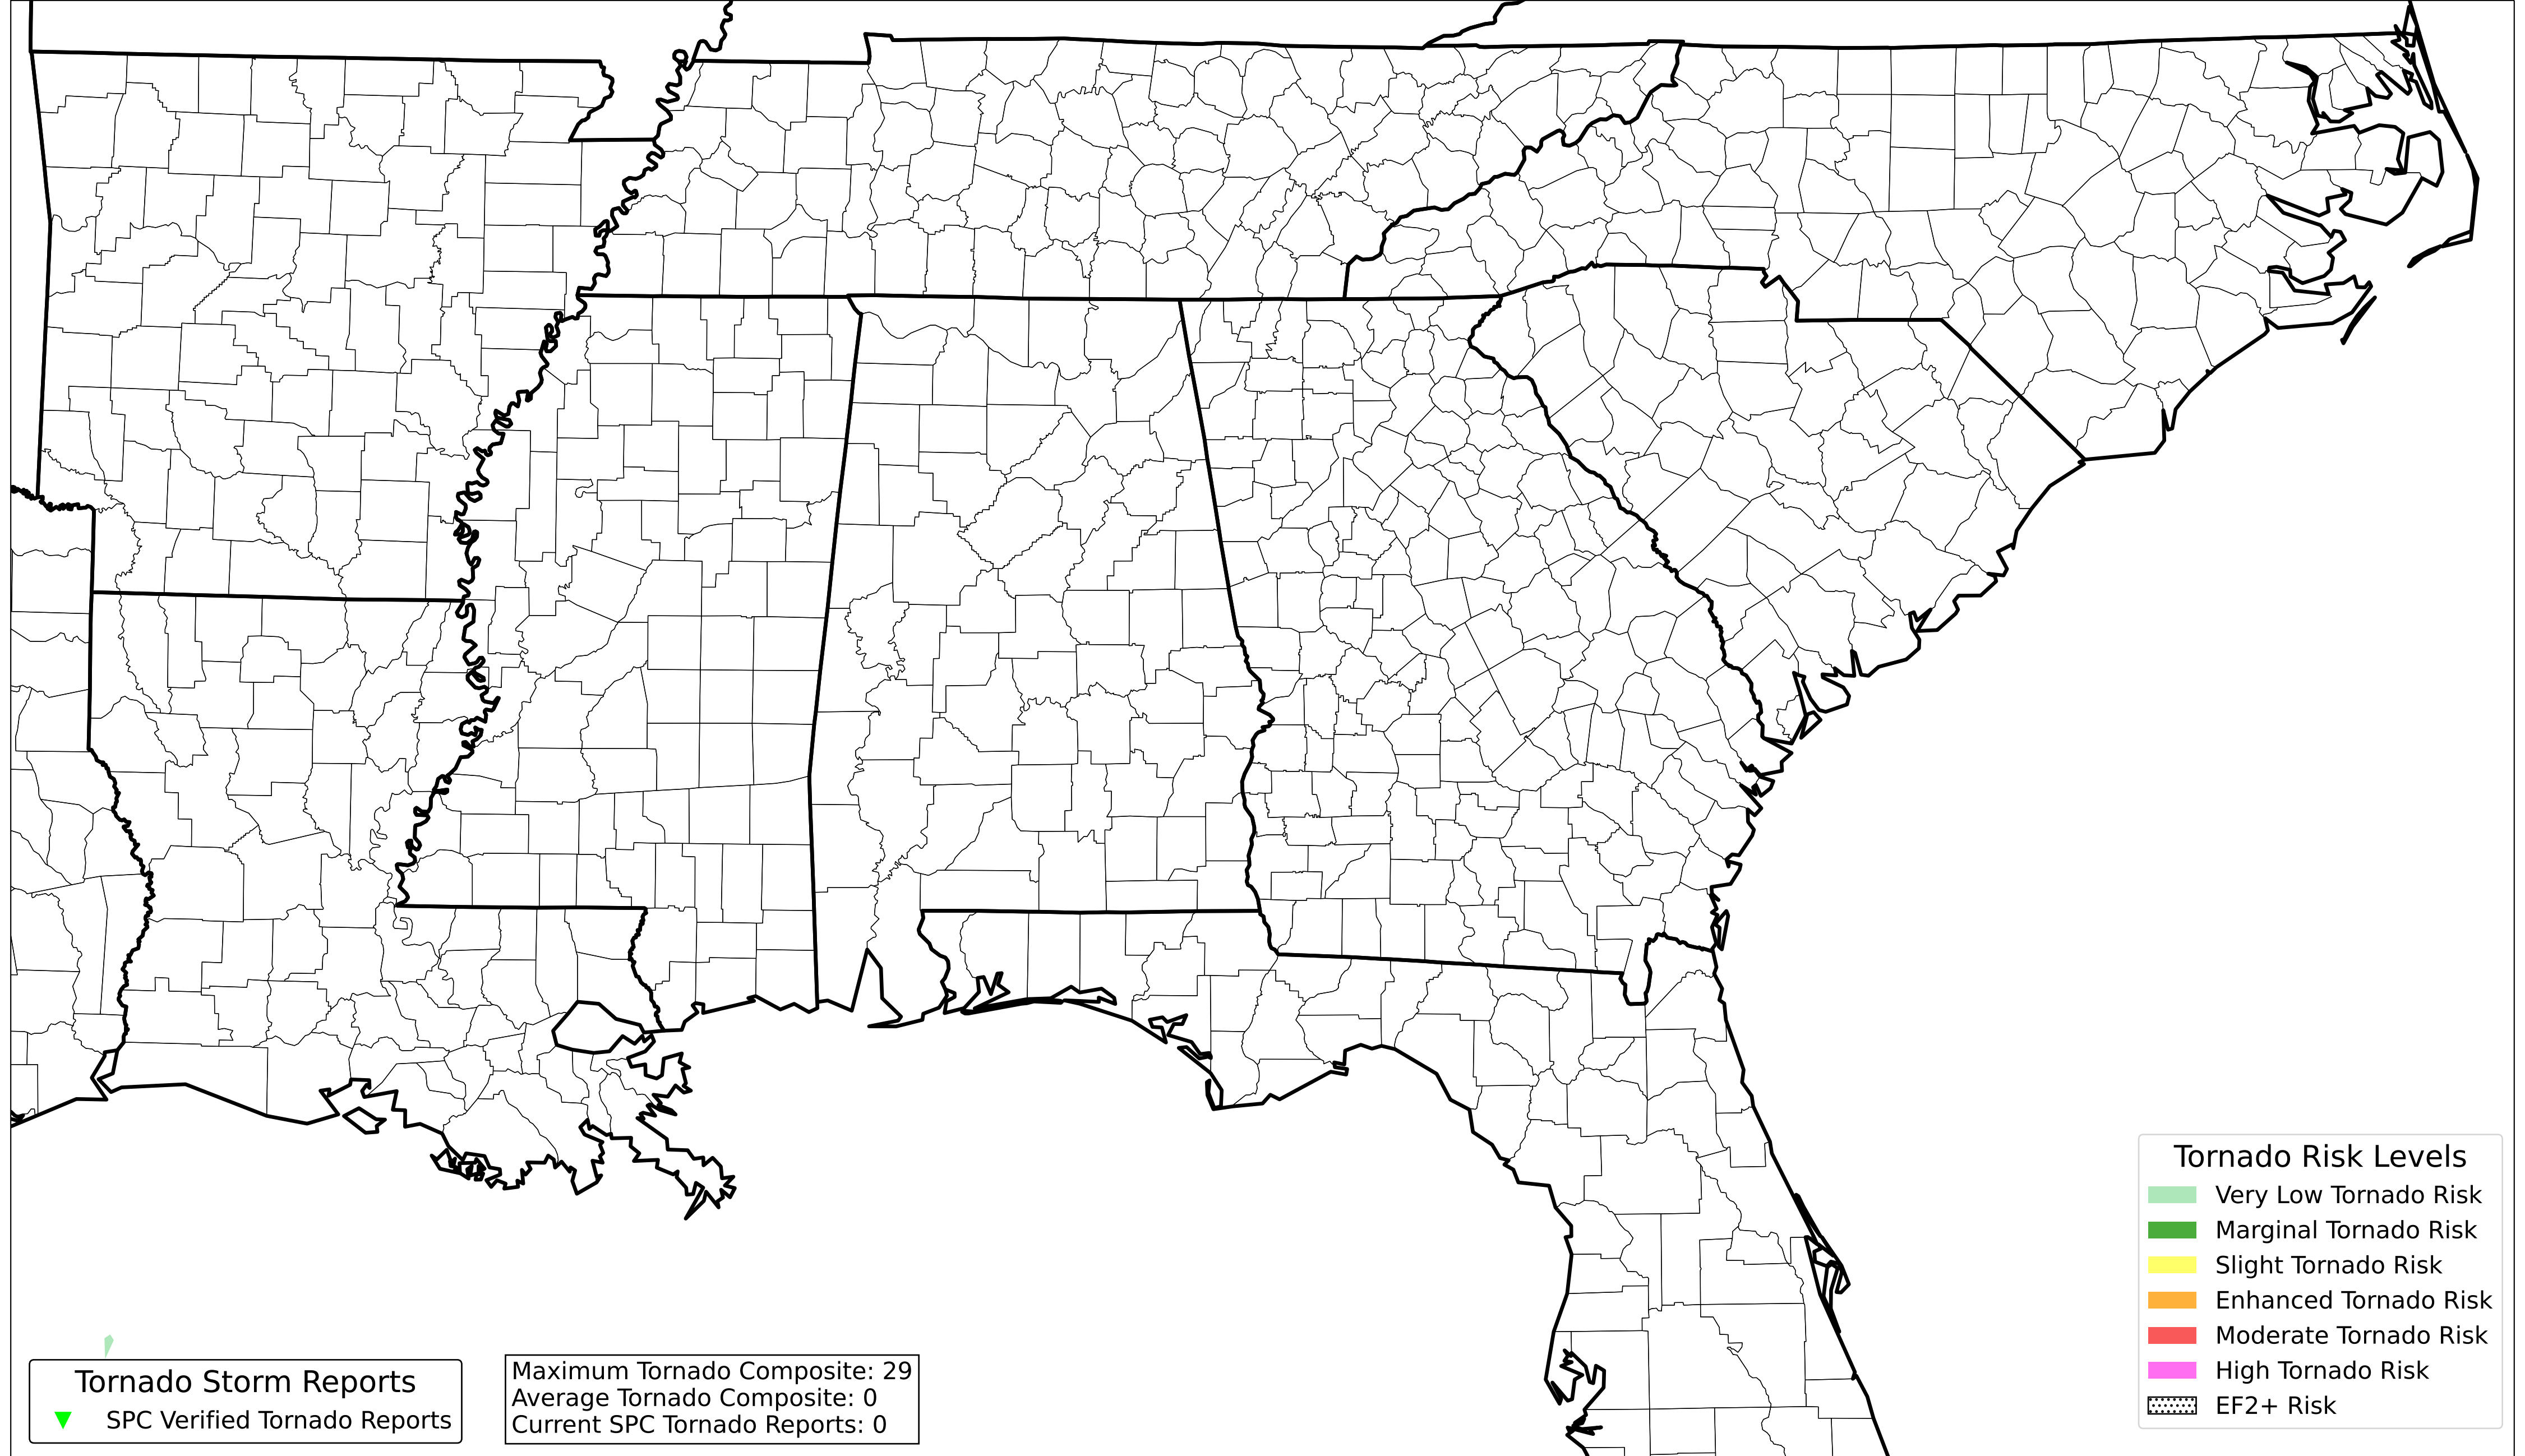 Tornado Storm Reports
SPC Verified Tornado Reports
Maximum Tornado Composite: 29
Average Tornado Composite: 0
Current SPC Tornado Reports: 0
Tornado Risk Levels
Very Low Tornado Risk
Marginal Tornado Risk
Slight Tornado Risk
Enhanced Tornado Risk
Moderate Tornado Risk
High Tornado Risk
EF2+ Risk